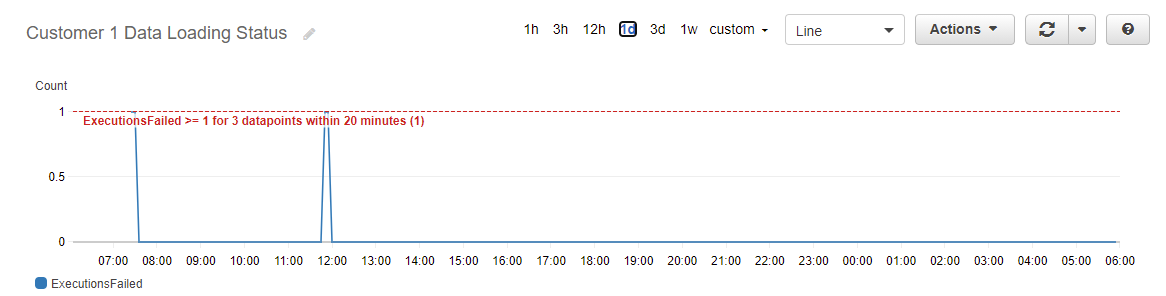 Customer 1 Data Loading Status
1h 3h 12h 1d 3d 1w custom Line Actions
Count
1
ExecutionsFailed >= 1 for 3 datapoints within 20 minutes (1)
0.5
0
07:00 08:00 09:00 10:00 11:00 12:00 13:00 14:00 15:00 16:00 17:00 18:00 19:00 20:00 21:00 22:00 23:00 00:00 01:00 02:00 03:00 04:00 05:00 06:00
ExecutionsFailed